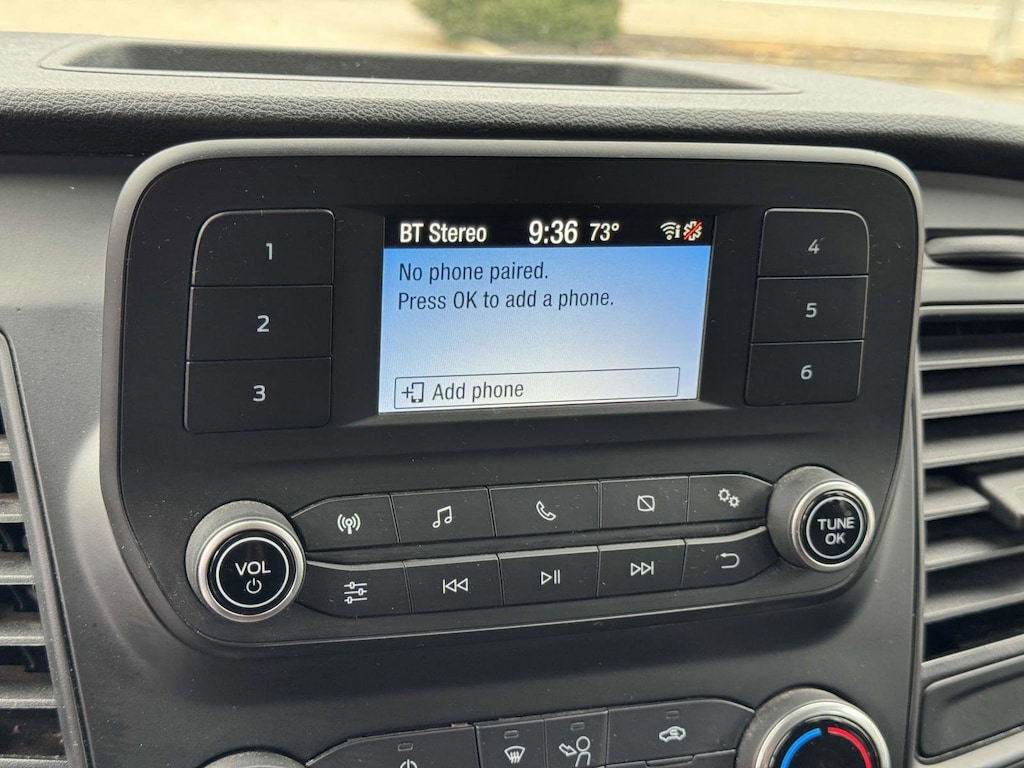 BT Stereo 9:36 73°
No phone paired.
Press OK to add a phone.
Add phone
1
2
3
4
5
6
VOL
TUNE
OK